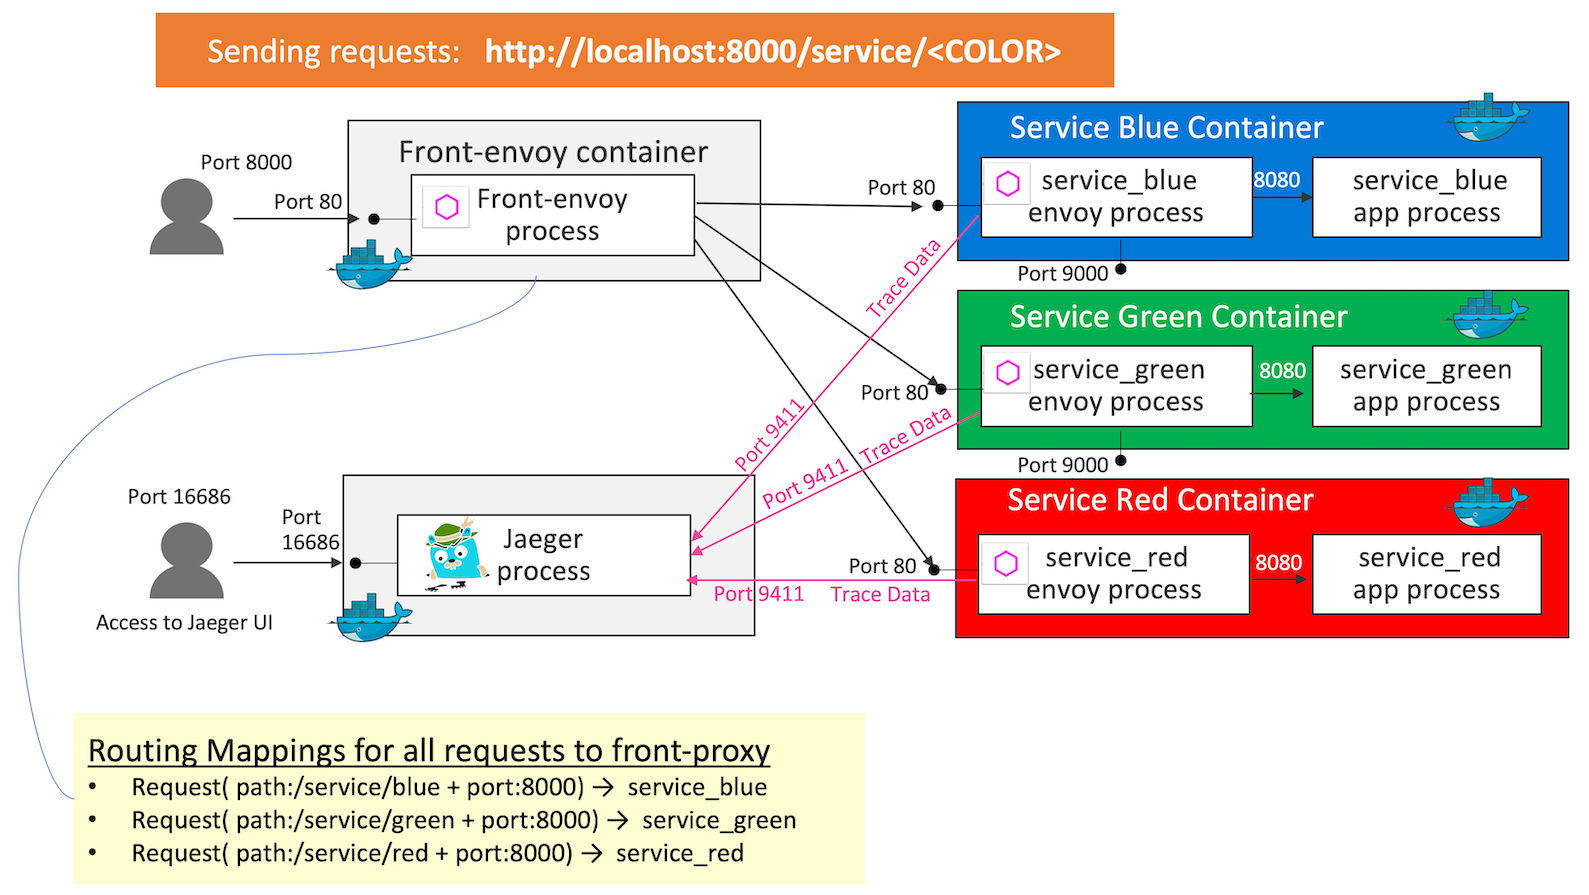 Sending requests: http://localhost:8000/service/<COLOR>
Port 8000
Port 80
Front-envoy container
Front-envoy
process
Port 80
Service Blue Container
service_blue
envoy process
8080
service_blue
app process
Port 9000
Trace Data
Port 9411
Port 80
Service Green Container
service_green
envoy process
8080
service_green
app process
Port 9000
Trace Data
Port 9411
Port 80
Service Red Container
service_red
envoy process
8080
service_red
app process
Port 9411 Trace Data
Port 16686
Port
16686
Access to Jaeger UI
Jaeger
process
Routing Mappings for all requests to front-proxy
• Request( path:/service/blue + port:8000) → service_blue
• Request( path:/service/green + port:8000) → service_green
• Request( path:/service/red + port:8000) → service_red